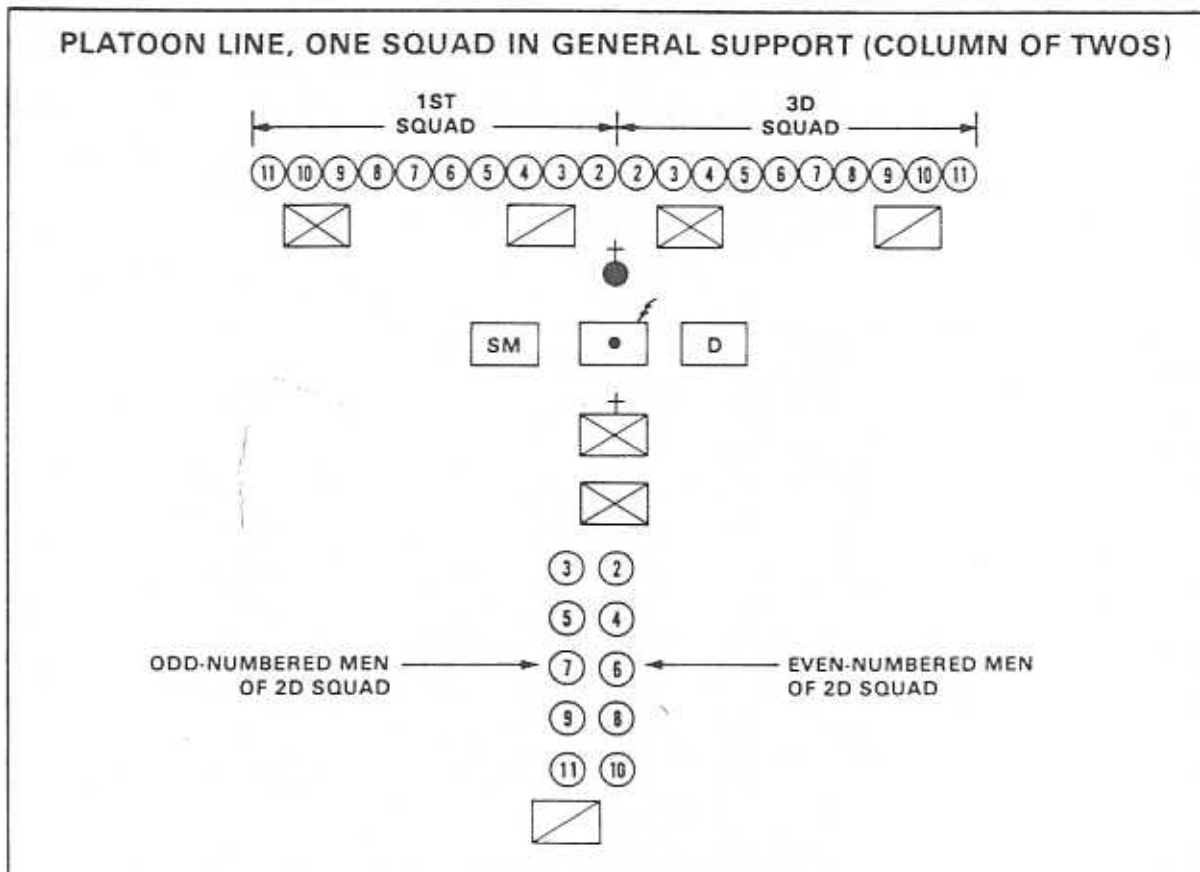 PLATOON LINE, ONE SQUAD IN GENERAL SUPPORT (COLUMN OF TWOS)
1ST SQUAD
3D SQUAD
11 10 9 8 7 6 5 4 3 2 2 3 4 5 6 7 8 9 10 11
SM D
3 2
5 4
ODD-NUMBERED MEN OF 2D SQUAD
7 6
EVEN-NUMBERED MEN OF 2D SQUAD
9 8
11 10